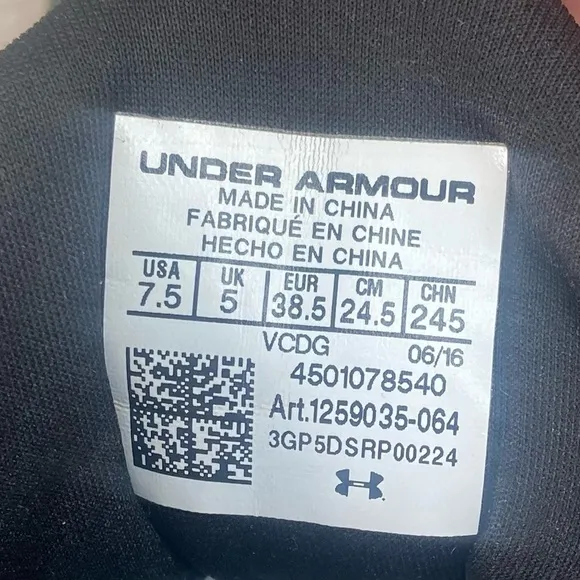 UNDER ARMOUR
MADE IN CHINA
FABRIQUÉ EN CHINE
HECHO EN CHINA
USA UK EUR CM CHN
7.5 5 38.5 24.5 245
VCDG 06/16
4501078540
Art.1259035-064
3GP5DSRP00224